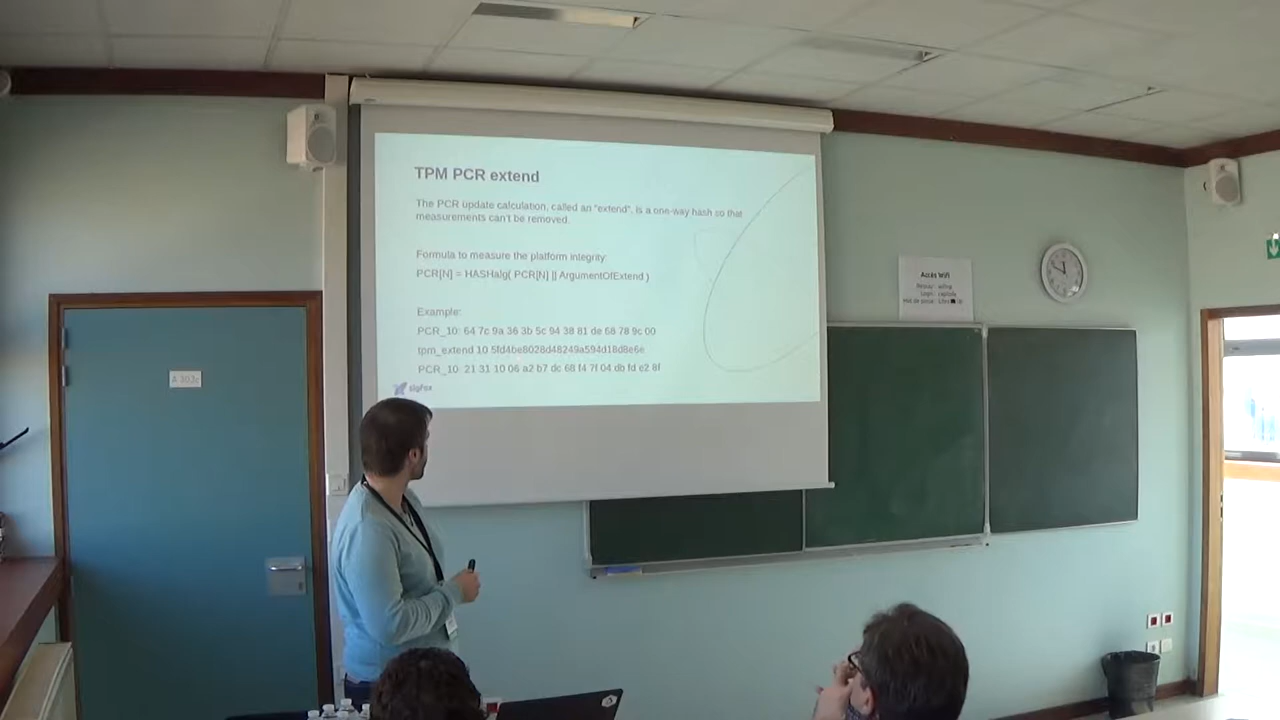 TPM PCR extend
The PCR update calculation, called an "extend", is a one-way hash so that
measurements can't be removed.
Formula to measure the platform integrity:
PCR[N] = HASHalg( PCR[N] || ArgumentOfExtend )
Example:
PCR_10: 64 7c 9a 36 3b 5c 94 38 81 de 68 78 9c 00
tpm_extend 10 5fd4be8028d48249a594d18d8e6e
PCR_10: 21 31 10 06 a2 b7 dc 68 f4 7f 04 db fd e2 8f
sigfox
Accès Wifi
A 303